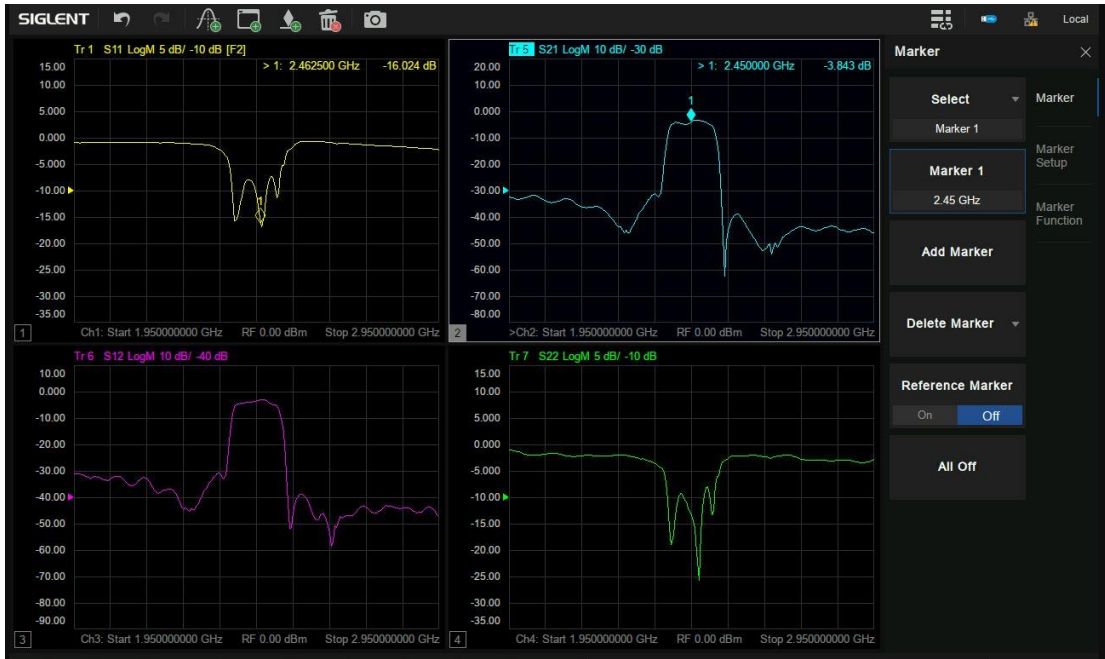 SIGLENT
Local
Tr 1 S11 LogM 5 dB/ -10 dB [F2]
> 1: 2.462500 GHz -16.024 dB
15.00
10.00
5.000
0.000
-5.000
-10.00
-15.00
-20.00
-25.00
-30.00
-35.00
1
1
Ch1: Start 1.950000000 GHz RF 0.00 dBm Stop 2.950000000 GHz
Tr 5 S21 LogM 10 dB/ -30 dB
> 1: 2.450000 GHz -3.843 dB
20.00
10.00
0.000
-10.00
-20.00
-30.00
-40.00
-50.00
-60.00
-70.00
-80.00
1
2
>Ch2: Start 1.950000000 GHz RF 0.00 dBm Stop 2.950000000 GHz
Tr 6 S12 LogM 10 dB/ -40 dB
10.00
0.000
-10.00
-20.00
-30.00
-40.00
-50.00
-60.00
-70.00
-80.00
-90.00
3
Ch3: Start 1.950000000 GHz RF 0.00 dBm Stop 2.950000000 GHz
Tr 7 S22 LogM 5 dB/ -10 dB
15.00
10.00
5.000
0.000
-5.000
-10.00
-15.00
-20.00
-25.00
-30.00
-35.00
4
Ch4: Start 1.950000000 GHz RF 0.00 dBm Stop 2.950000000 GHz
Marker
Select
Marker 1
Marker 1
2.45 GHz
Add Marker
Delete Marker
Reference Marker
On Off
All Off
Marker
Marker
Setup
Marker
Function